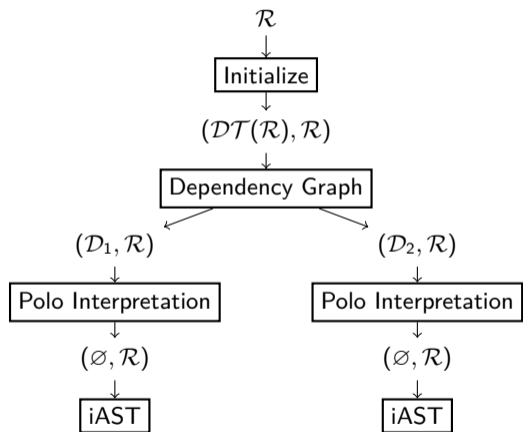 ℛ
Initialize
(𝒟𝒯(ℛ), ℛ)
Dependency Graph
(𝒟₁, ℛ) (𝒟₂, ℛ)
Polo Interpretation Polo Interpretation
(∅, ℛ) (∅, ℛ)
iAST iAST